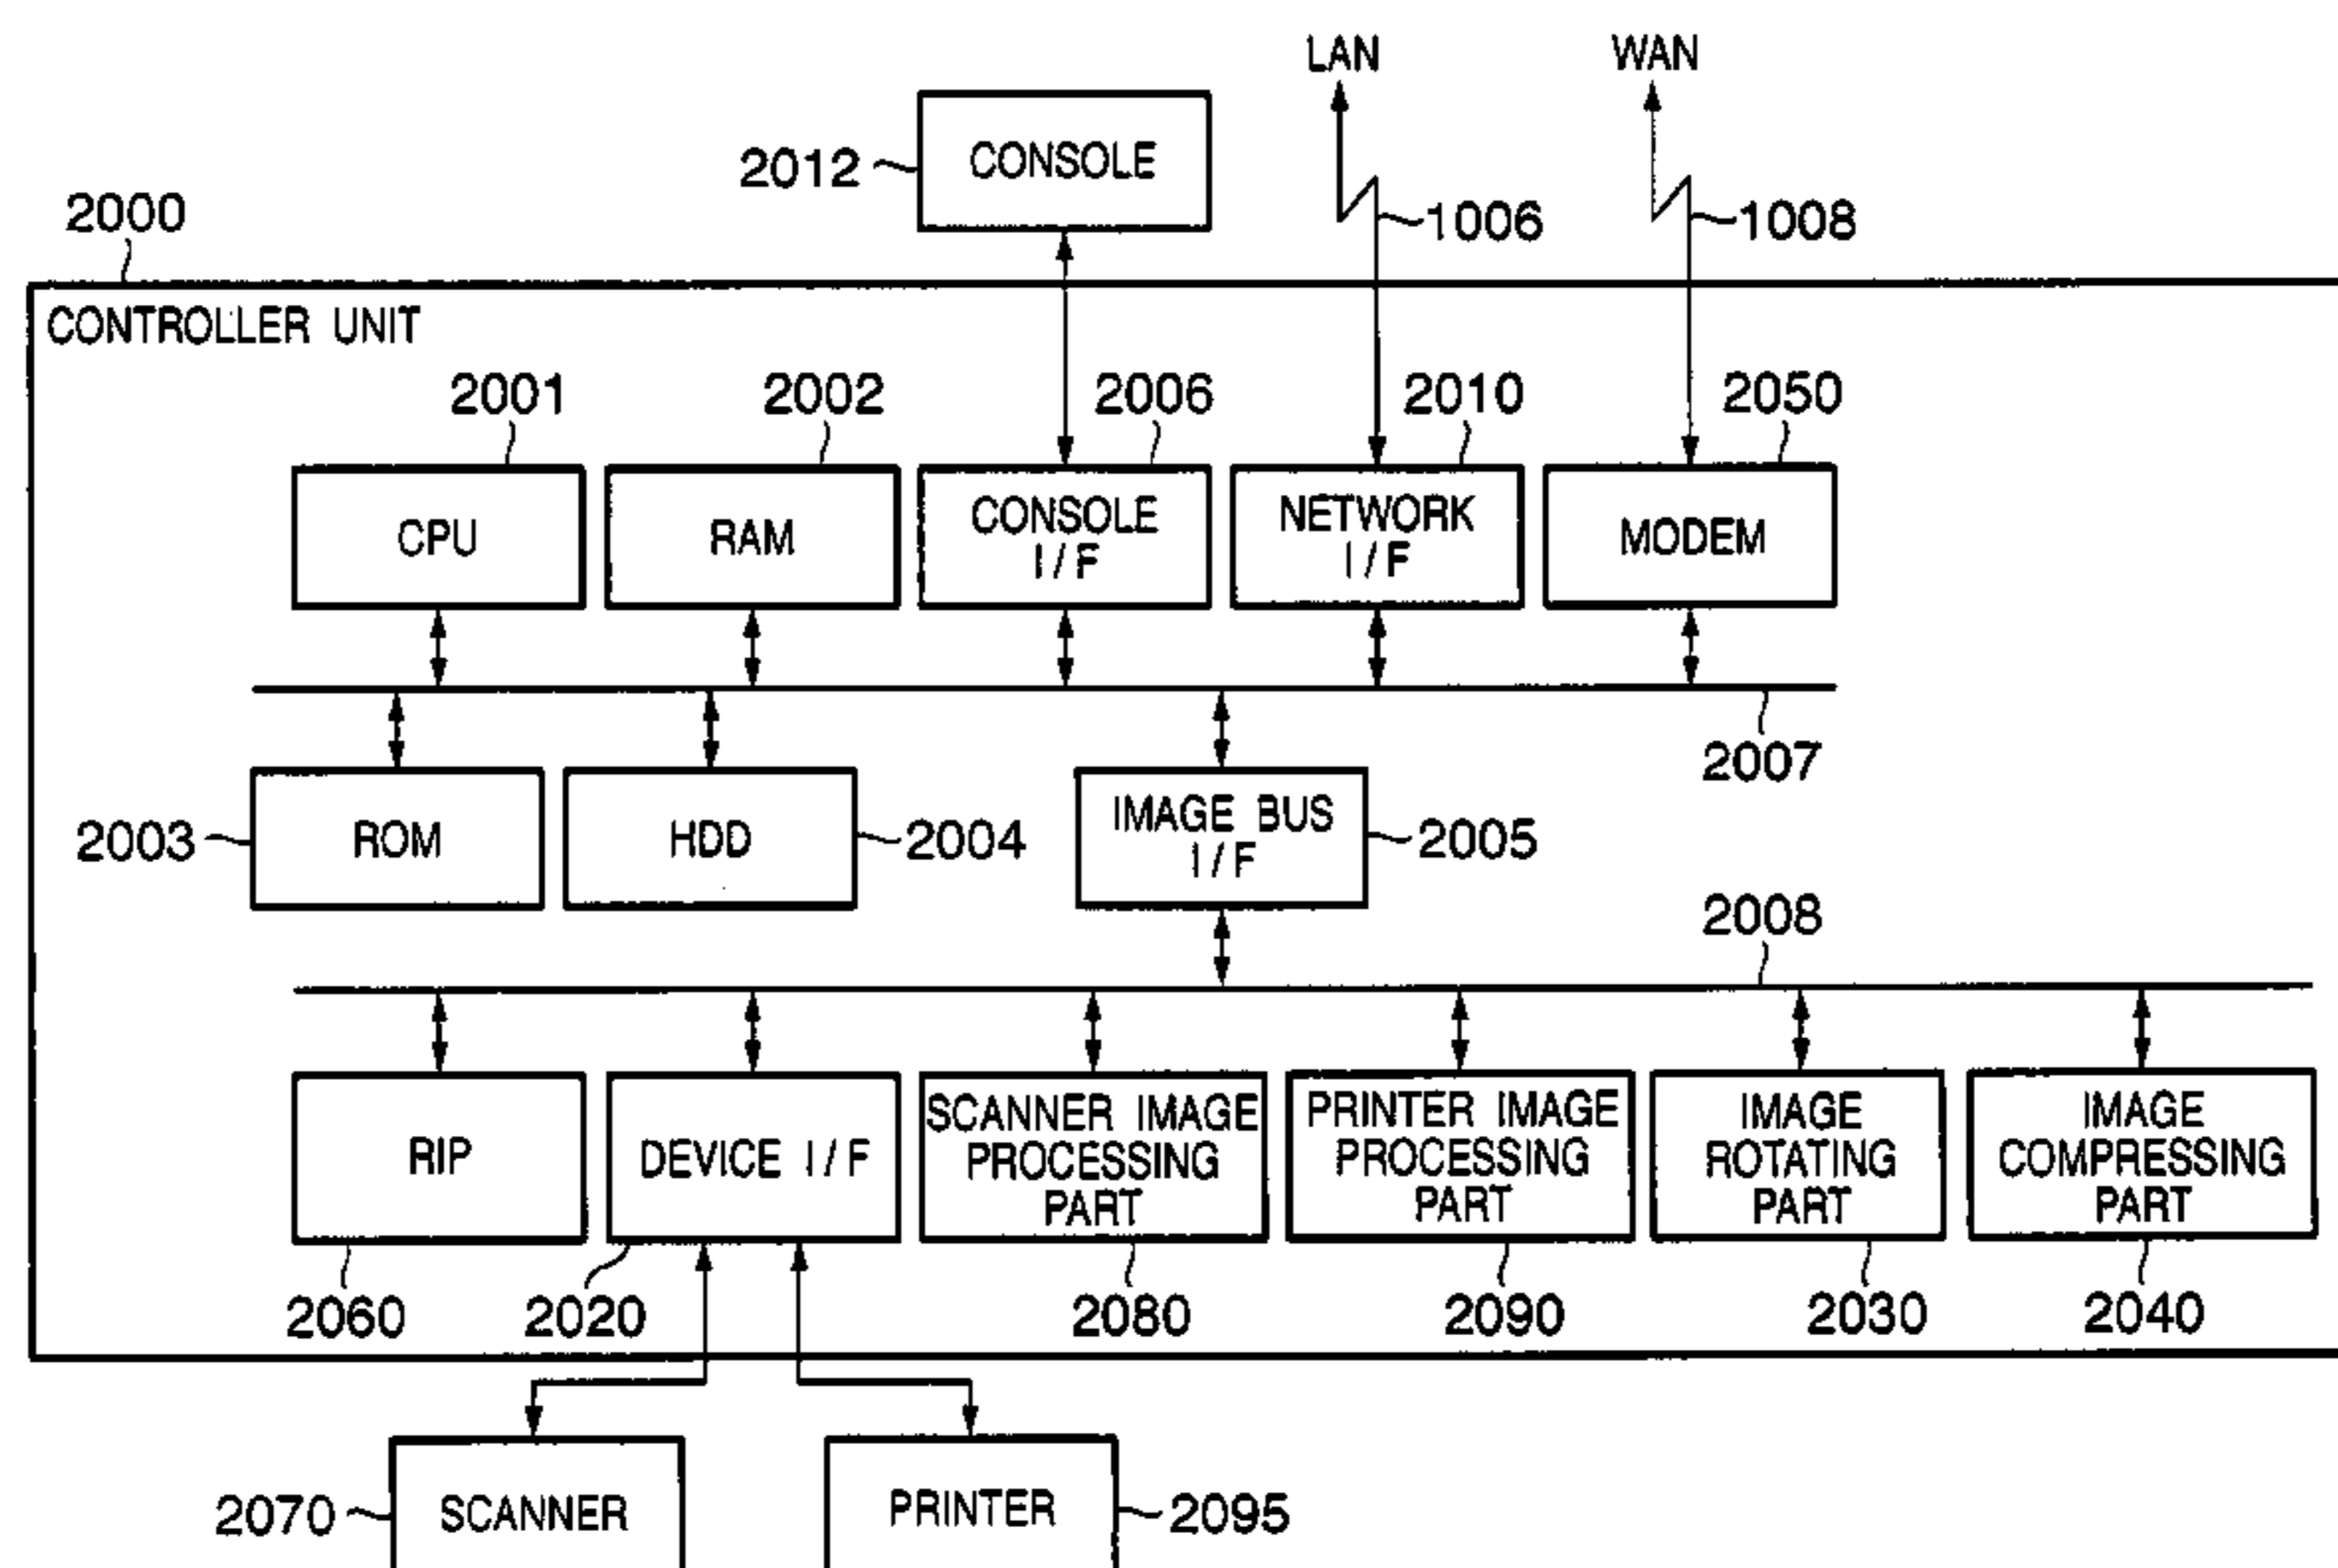 LAN
WAN
2012
CONSOLE
1006
1008
2000
CONTROLLER UNIT
2001
2002
2006
2010
2050
CPU
RAM
CONSOLE
I/F
NETWORK
I/F
MODEM
2007
2003
ROM
HDD
2004
IMAGE BUS
I/F
2005
2008
RIP
DEVICE I/F
SCANNER IMAGE
PROCESSING
PART
PRINTER IMAGE
PROCESSING
PART
IMAGE
ROTATING
PART
IMAGE
COMPRESSING
PART
2060
2020
2080
2090
2030
2040
2070
SCANNER
PRINTER
2095